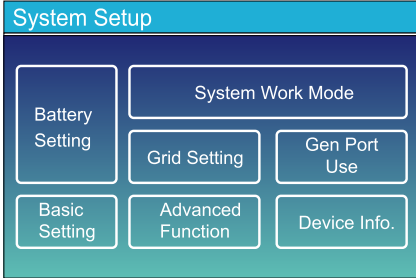 System Setup
Battery
Setting
System Work Mode
Grid Setting
Gen Port
Use
Basic
Setting
Advanced
Function
Device Info.